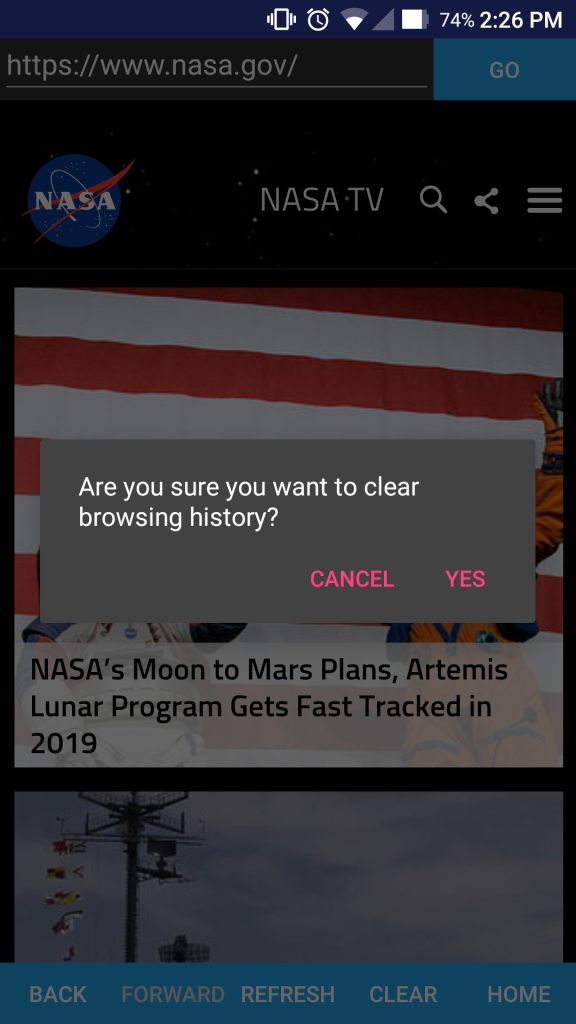 74% 2:26 PM
https://www.nasa.gov/
GO
NASA
NASA TV
Are you sure you want to clear
browsing history?
CANCEL
YES
NASA’s Moon to Mars Plans, Artemis
Lunar Program Gets Fast Tracked in
2019
BACK
FORWARD
REFRESH
CLEAR
HOME